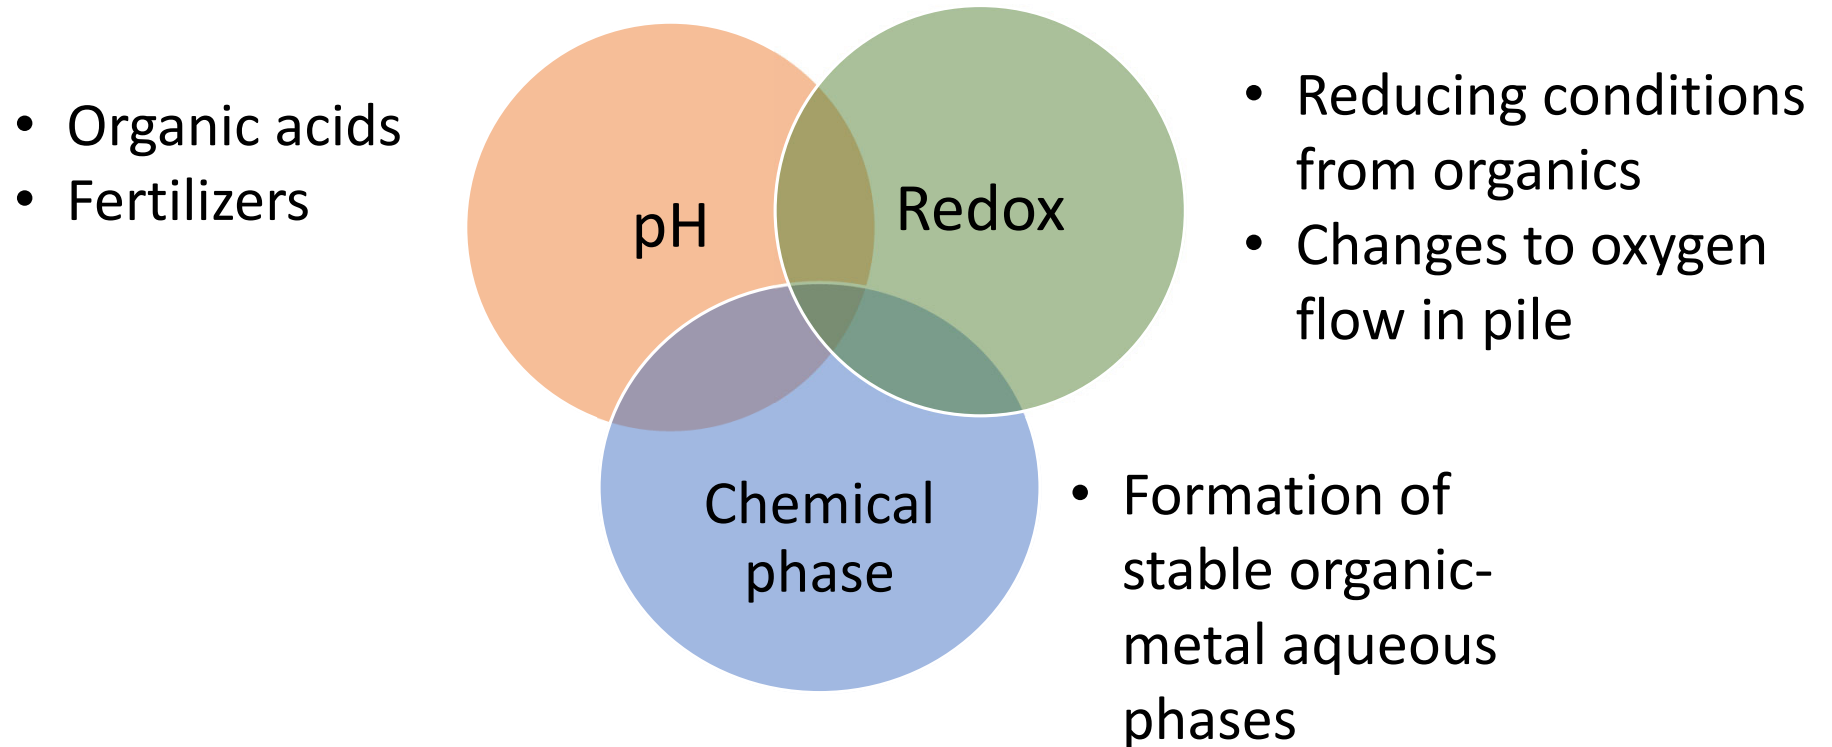 • Organic acids
• Fertilizers
pH
Redox
• Reducing conditions
from organics
• Changes to oxygen
flow in pile
Chemical
phase
• Formation of
stable organic-
metal aqueous
phases